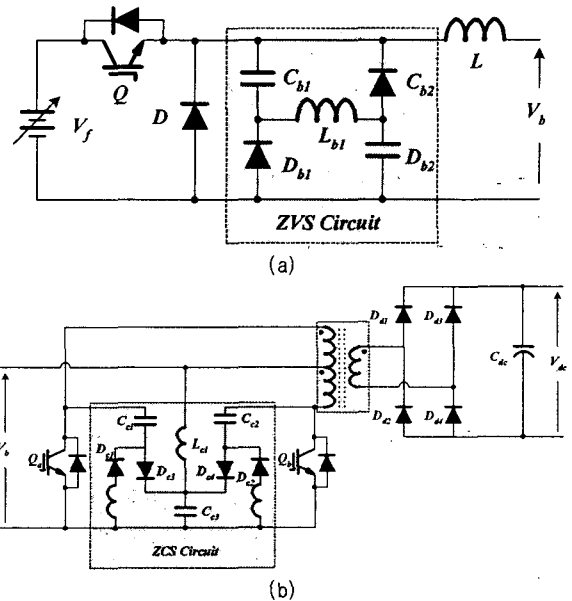 Q
V_f
D
C_b1
C_b2
L_b1
D_b1
D_b2
L
V_b
ZVS Circuit
(a)
D_d1
D_d3
C_dc
V_dc
D_d2
D_d4
C_c1
C_c2
V_b
Q_a
D_c1
D_c3
L_c1
D_c4
D_c2
Q_b
C_c3
ZCS Circuit
(b)